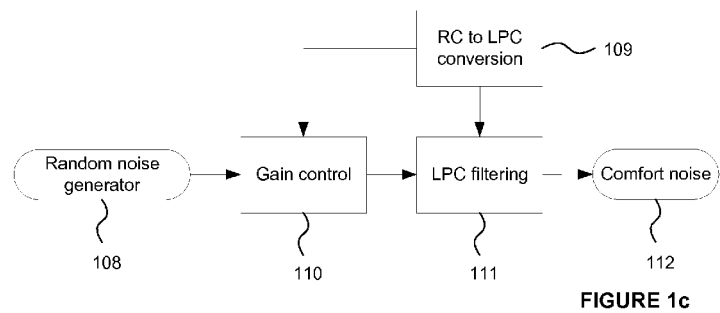 RC to LPC
conversion
109
Random noise
generator
Gain control
LPC filtering
Comfort noise
108
110
111
112
FIGURE 1c